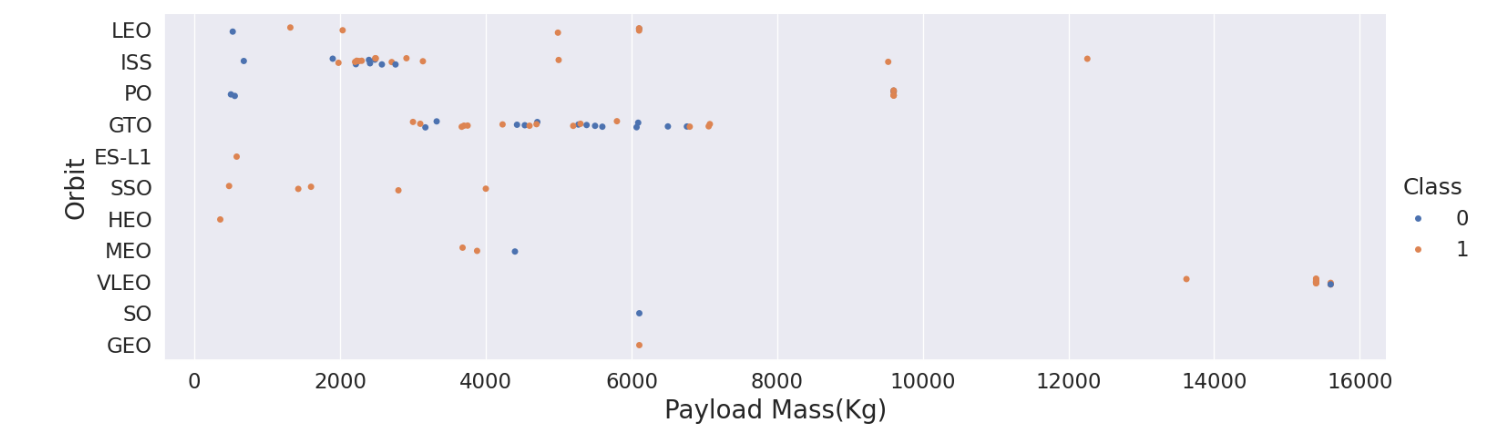 LEO
ISS
PO
GTO
ES-L1
SSO
HEO
MEO
VLEO
SO
GEO
Orbit
0 2000 4000 6000 8000 10000 12000 14000 16000
Payload Mass(Kg)
Class
0
1